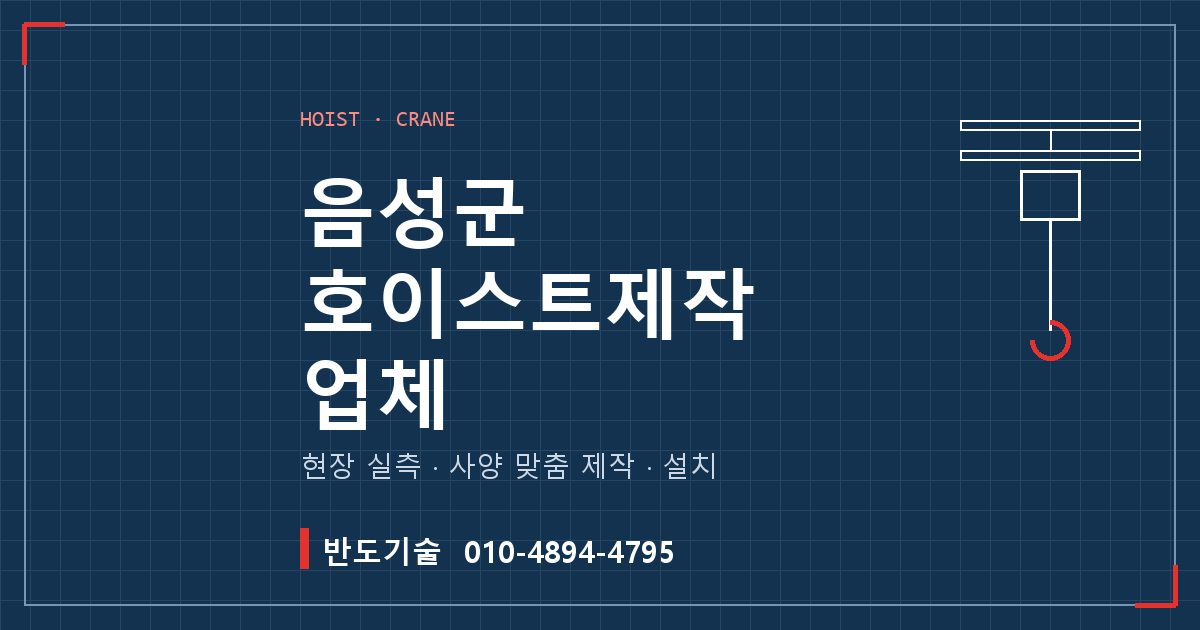 HOIST · CRANE
음성군
호이스트제작
업체
현장 실측 · 사양 맞춤 제작 · 설치
반도기술 010-4894-4795